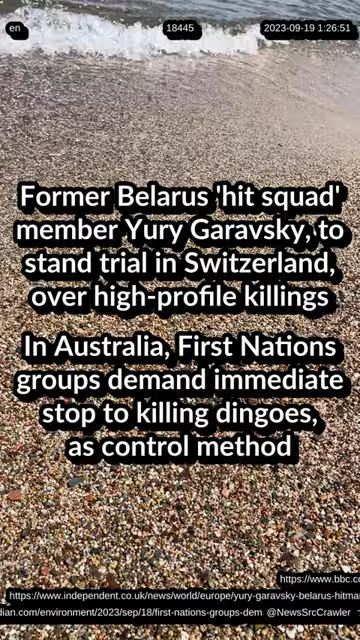 en
18445
2023-09-19 1:26:51
Former Belarus 'hit squad'
member Yury Garavsky, to
stand trial in Switzerland,
over high-profile killings
In Australia, First Nations
groups demand immediate
stop to killing dingoes,
as control method
https://www.bbc.co
https://www.independent.co.uk/news/world/europe/yury-garavsky-belarus-hitma
dian.com/environment/2023/sep/18/first-nations-groups-dem @NewsSrcCrawler